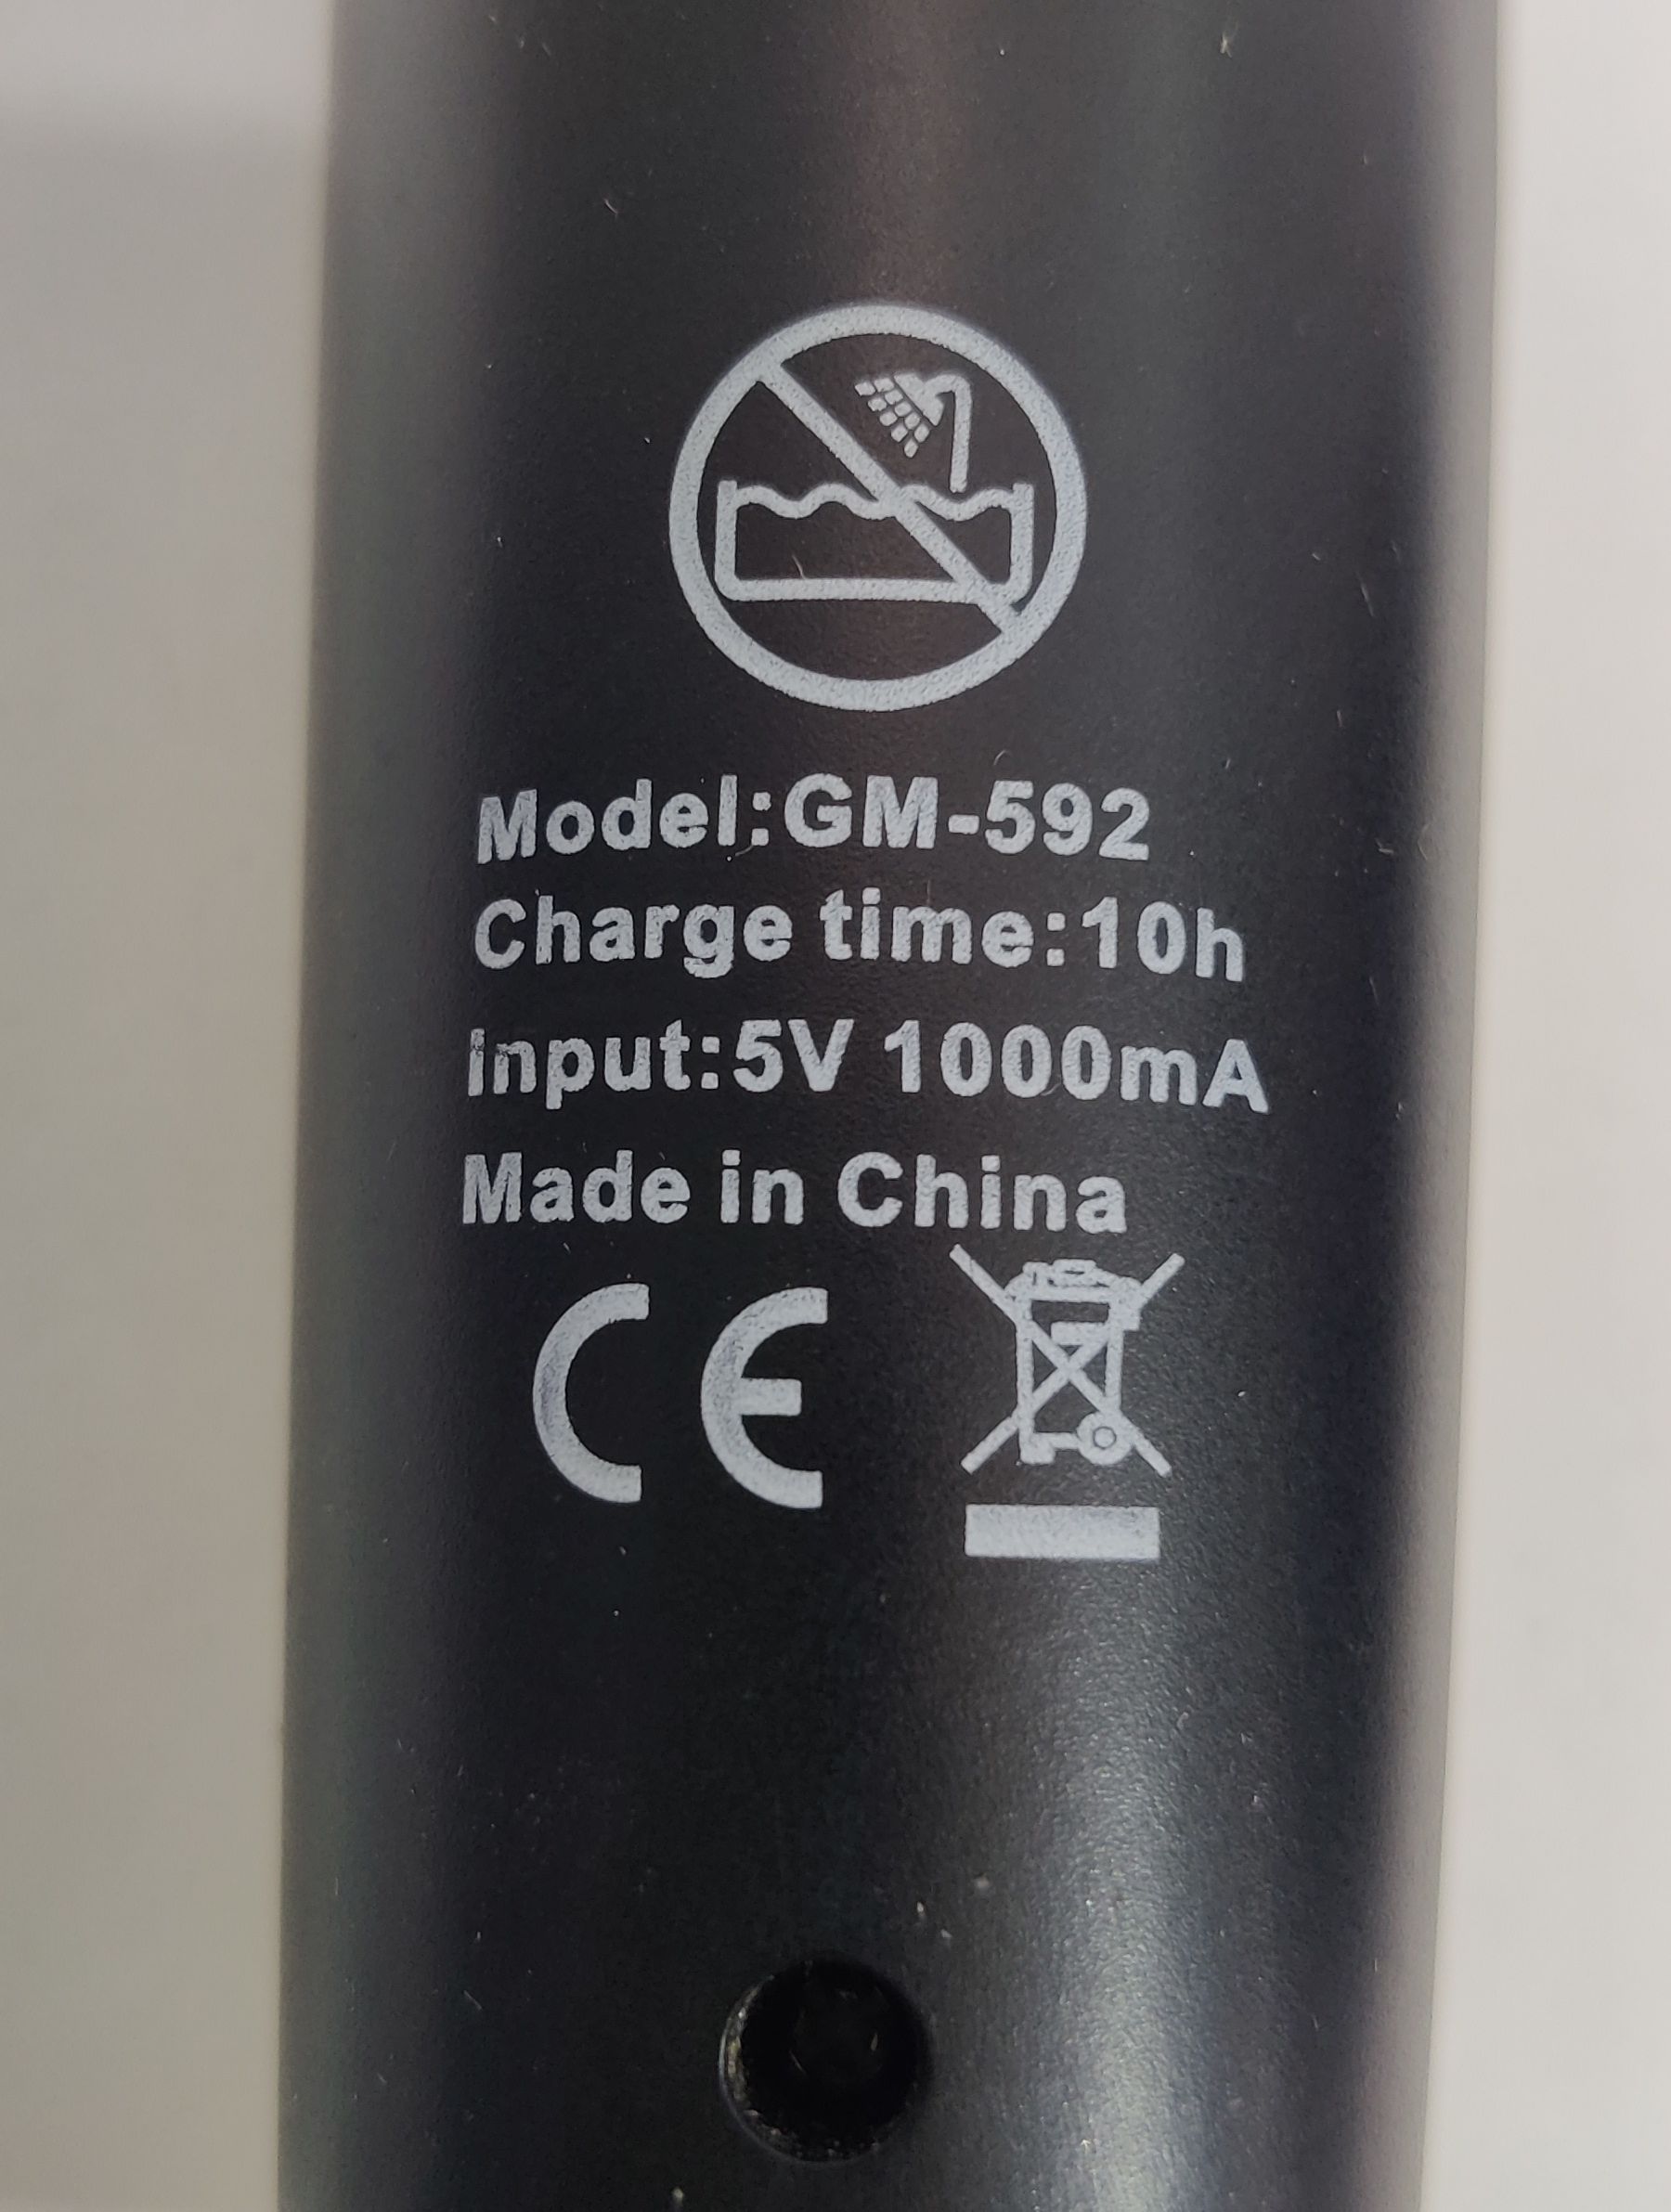 Model:GM-592
Charge time:10h
Input:5V 1000mA
Made in China
CE